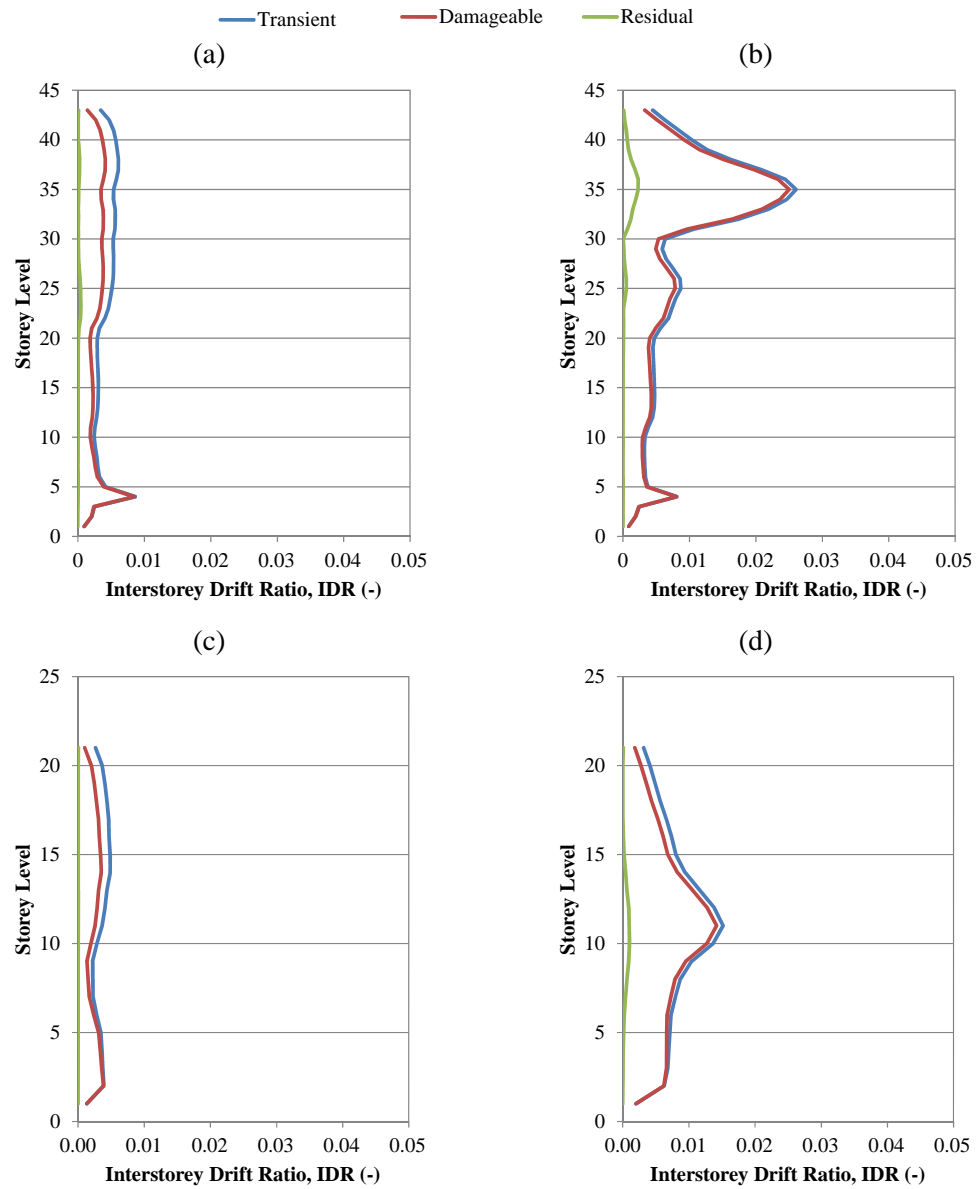 Transient Damageable Residual
(a) (b)
45
40
35
30
25
20
15
10
5
0
Storey Level
0 0.01 0.02 0.03 0.04 0.05
Interstorey Drift Ratio, IDR (-)
45
40
35
30
25
20
15
10
5
0
Storey Level
0 0.01 0.02 0.03 0.04 0.05
Interstorey Drift Ratio, IDR (-)
(c) (d)
25
20
15
10
5
0
Storey Level
0.00 0.01 0.02 0.03 0.04 0.05
Interstorey Drift Ratio, IDR (-)
25
20
15
10
5
0
Storey Level
0.00 0.01 0.02 0.03 0.04 0.05
Interstorey Drift Ratio, IDR (-)